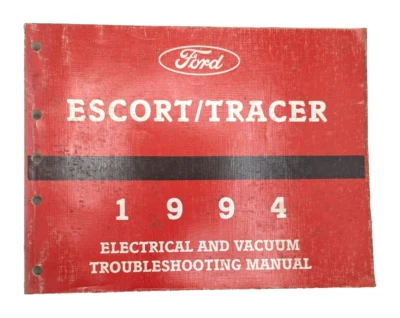 Ford
ESCORT/TRACER
1 9 9 4
ELECTRICAL AND VACUUM
TROUBLESHOOTING MANUAL